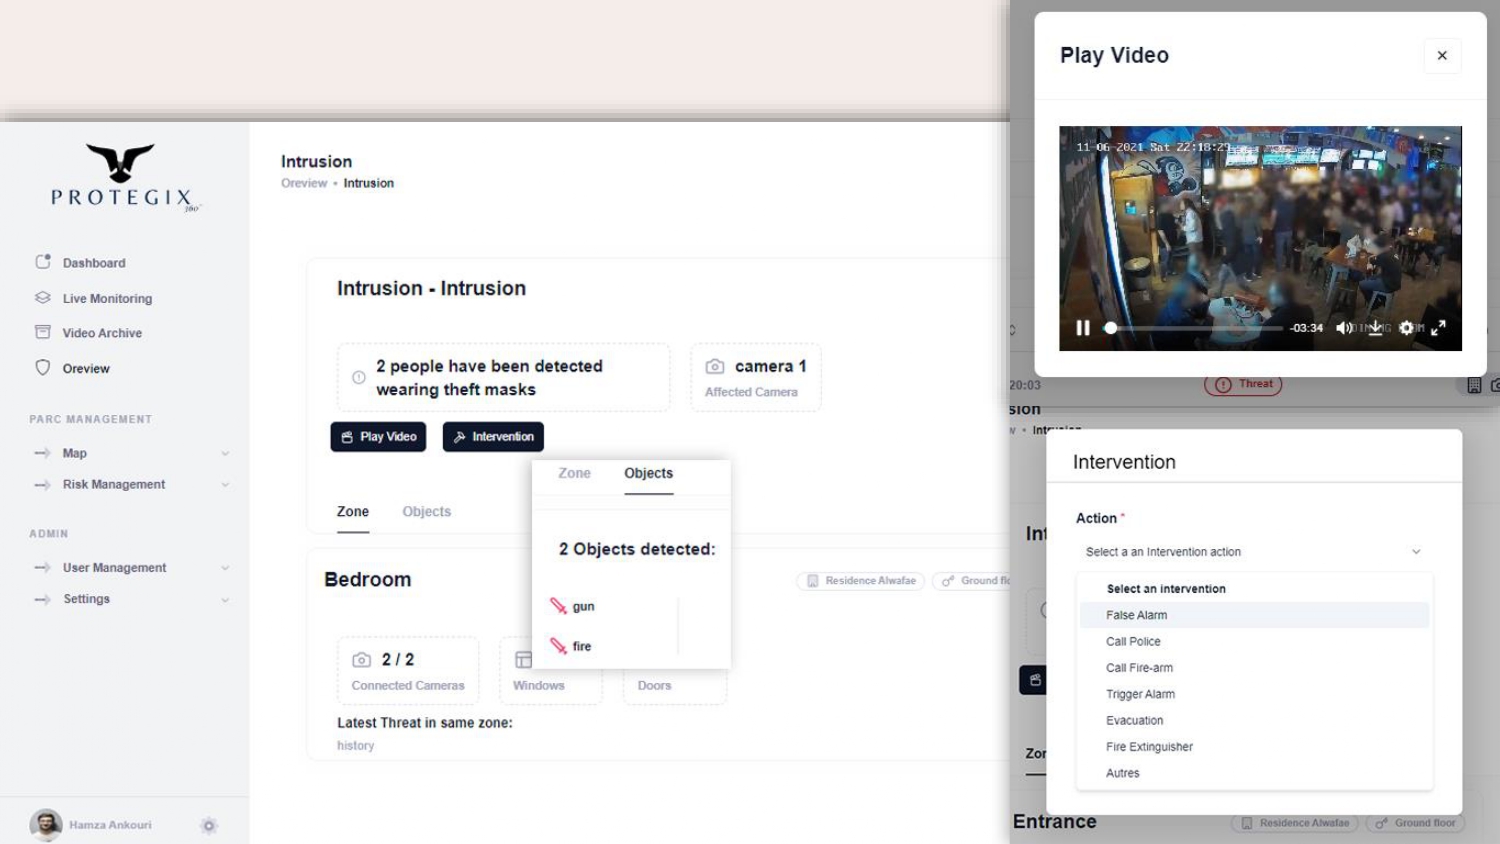 PROTEGIX
360
Dashboard
Live Monitoring
Video Archive
Oreview
PARC MANAGEMENT
Map
Risk Management
ADMIN
User Management
Settings
Hamza Ankouri
Intrusion
Oreview • Intrusion
Intrusion - Intrusion
2 people have been detected
wearing theft masks
camera 1
Affected Camera
Play Video
Intervention
Zone
Objects
Zone
Objects
2 Objects detected:
gun
fire
Bedroom
Residence Alwafae
Ground flo
2 / 2
Connected Cameras
Windows
Doors
Latest Threat in same zone:
history
Play Video
11-06-2021 Sat 22:18:29
-03:34
20:03
Threat
sion
Intrusion
Intervention
Action *
Select a an Intervention action
Select an intervention
False Alarm
Call Police
Call Fire-arm
Trigger Alarm
Evacuation
Fire Extinguisher
Autres
Int
Zor
Entrance
Residence Alwafae
Ground floor